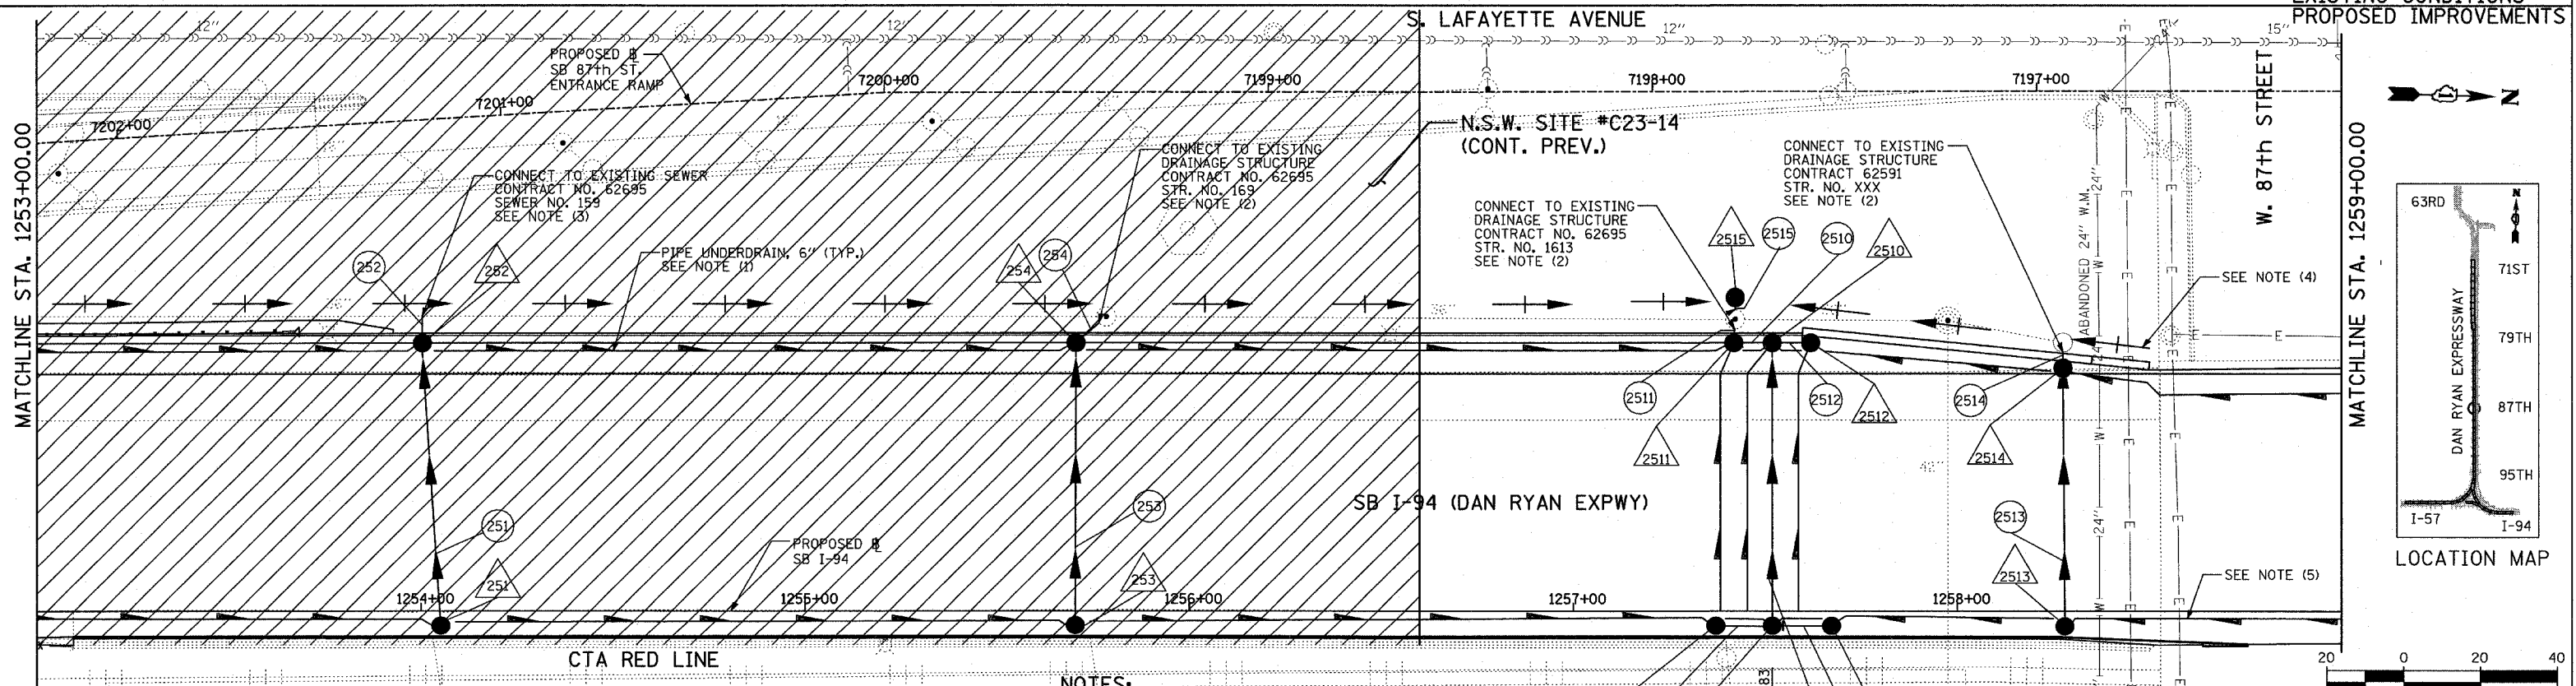 EXISTING CONDITIONS
PROPOSED IMPROVEMENTS
S. LAFAYETTE AVENUE
12"
12"
12"
15"
PROPOSED ℄
SB 87th ST.
ENTRANCE RAMP
7202+00
7201+00
7200+00
7199+00
7198+00
7197+00
W. 87th STREET
N
MATCHLINE STA. 1253+00.00
MATCHLINE STA. 1259+00.00
N.S.W. SITE #C23-14
(CONT. PREV.)
CONNECT TO EXISTING SEWER
CONTRACT NO. 62695
SEWER NO. 159
SEE NOTE (3)
CONNECT TO EXISTING
DRAINAGE STRUCTURE
CONTRACT NO. 62695
STR. NO. 169
SEE NOTE (2)
CONNECT TO EXISTING
DRAINAGE STRUCTURE
CONTRACT NO. 62695
STR. NO. 1613
SEE NOTE (2)
CONNECT TO EXISTING
DRAINAGE STRUCTURE
CONTRACT 62591
STR. NO. XXX
SEE NOTE (2)
PIPE UNDERDRAIN, 6" (TYP.)
SEE NOTE (1)
252
252
254
254
2515
2515
2510
2510
ABANDONED 24" W.M.
24"
24"
24"
W
W
W
W
W
E
E
E
E
E
E
SEE NOTE (4)
2511
2511
2512
2512
2514
2514
42"
SB I-94 (DAN RYAN EXPWY)
251
251
253
253
2513
2513
PROPOSED ℄
SB I-94
1254+00
1255+00
1256+00
1257+00
1258+00
SEE NOTE (5)
CTA RED LINE
NOTES:
83
63RD
N
71ST
79TH
87TH
95TH
DAN RYAN EXPRESSWAY
I-57
I-94
LOCATION MAP
20
0
20
40